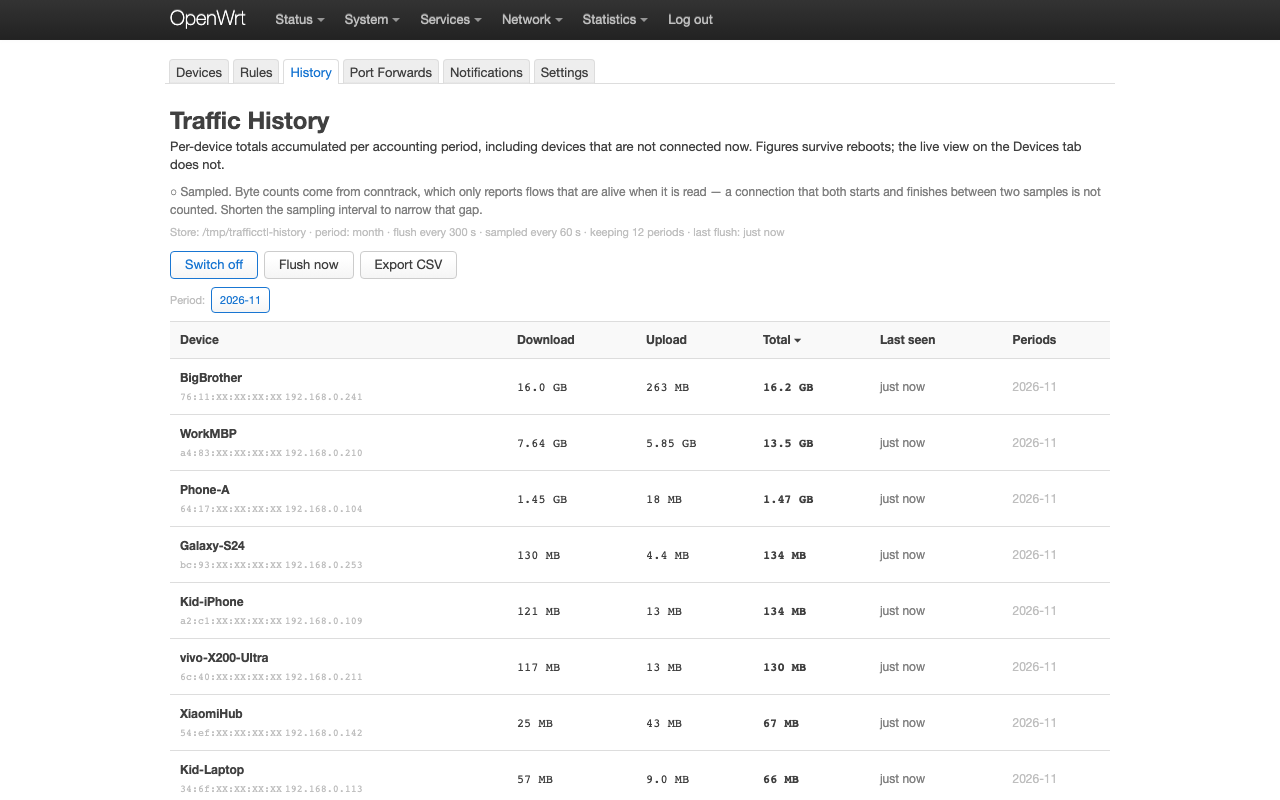 OpenWrt Status System Services Network Statistics Log out
Devices Rules History Port Forwards Notifications Settings
Traffic History
Per-device totals accumulated per accounting period, including devices that are not connected now. Figures survive reboots; the live view on the Devices tab
does not.
○ Sampled. Byte counts come from conntrack, which only reports flows that are alive when it is read — a connection that both starts and finishes between two samples is not
counted. Shorten the sampling interval to narrow that gap.
Store: /tmp/trafficctl-history · period: month · flush every 300 s · sampled every 60 s · keeping 12 periods · last flush: just now
Switch off Flush now Export CSV
Period: 2026-11
Device Download Upload Total Last seen Periods
BigBrother
76:11:XX:XX:XX:XX 192.168.0.241
16.0 GB 263 MB 16.2 GB just now 2026-11
WorkMBP
a4:83:XX:XX:XX:XX 192.168.0.210
7.64 GB 5.85 GB 13.5 GB just now 2026-11
Phone-A
64:17:XX:XX:XX:XX 192.168.0.104
1.45 GB 18 MB 1.47 GB just now 2026-11
Galaxy-S24
bc:93:XX:XX:XX:XX 192.168.0.253
130 MB 4.4 MB 134 MB just now 2026-11
Kid-iPhone
a2:c1:XX:XX:XX:XX 192.168.0.109
121 MB 13 MB 134 MB just now 2026-11
vivo-X200-Ultra
6c:40:XX:XX:XX:XX 192.168.0.211
117 MB 13 MB 130 MB just now 2026-11
XiaomiHub
54:ef:XX:XX:XX:XX 192.168.0.142
25 MB 43 MB 67 MB just now 2026-11
Kid-Laptop
34:6f:XX:XX:XX:XX 192.168.0.113
57 MB 9.0 MB 66 MB just now 2026-11